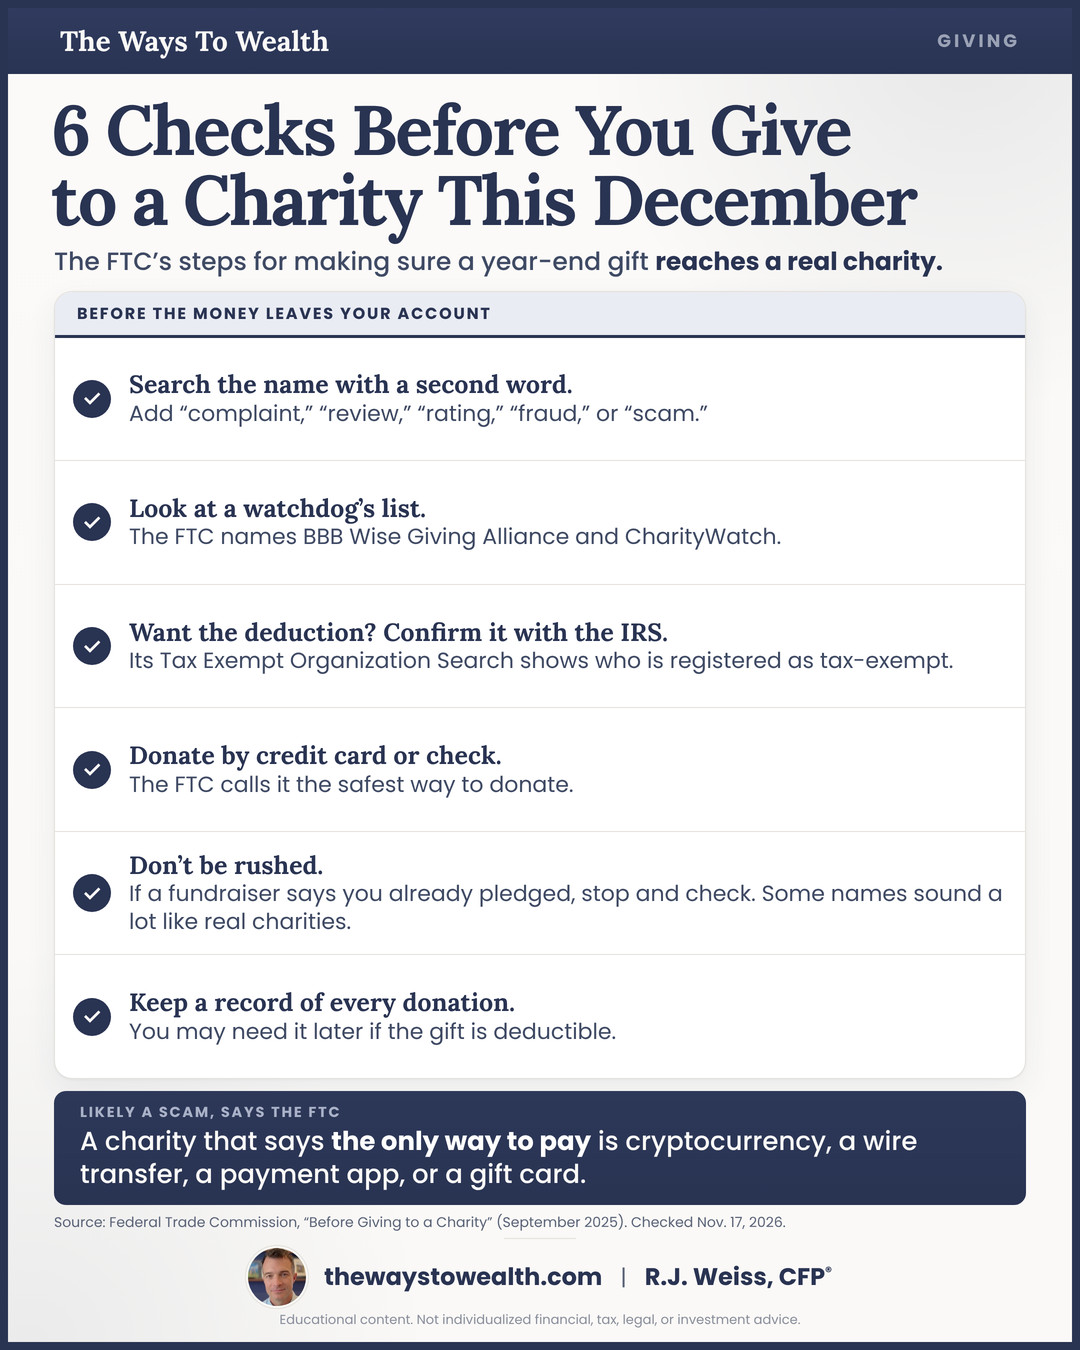 The Ways To Wealth
GIVING
6 Checks Before You Give
to a Charity This December
The FTC’s steps for making sure a year-end gift reaches a real charity.
BEFORE THE MONEY LEAVES YOUR ACCOUNT
Search the name with a second word.
Add “complaint,” “review,” “rating,” “fraud,” or “scam.”
Look at a watchdog’s list.
The FTC names BBB Wise Giving Alliance and CharityWatch.
Want the deduction? Confirm it with the IRS.
Its Tax Exempt Organization Search shows who is registered as tax-exempt.
Donate by credit card or check.
The FTC calls it the safest way to donate.
Don’t be rushed.
If a fundraiser says you already pledged, stop and check. Some names sound a
lot like real charities.
Keep a record of every donation.
You may need it later if the gift is deductible.
LIKELY A SCAM, SAYS THE FTC
A charity that says the only way to pay is cryptocurrency, a wire
transfer, a payment app, or a gift card.
Source: Federal Trade Commission, “Before Giving to a Charity” (September 2025). Checked Nov. 17, 2026.
thewaystowealth.com | R.J. Weiss, CFP®
Educational content. Not individualized financial, tax, legal, or investment advice.